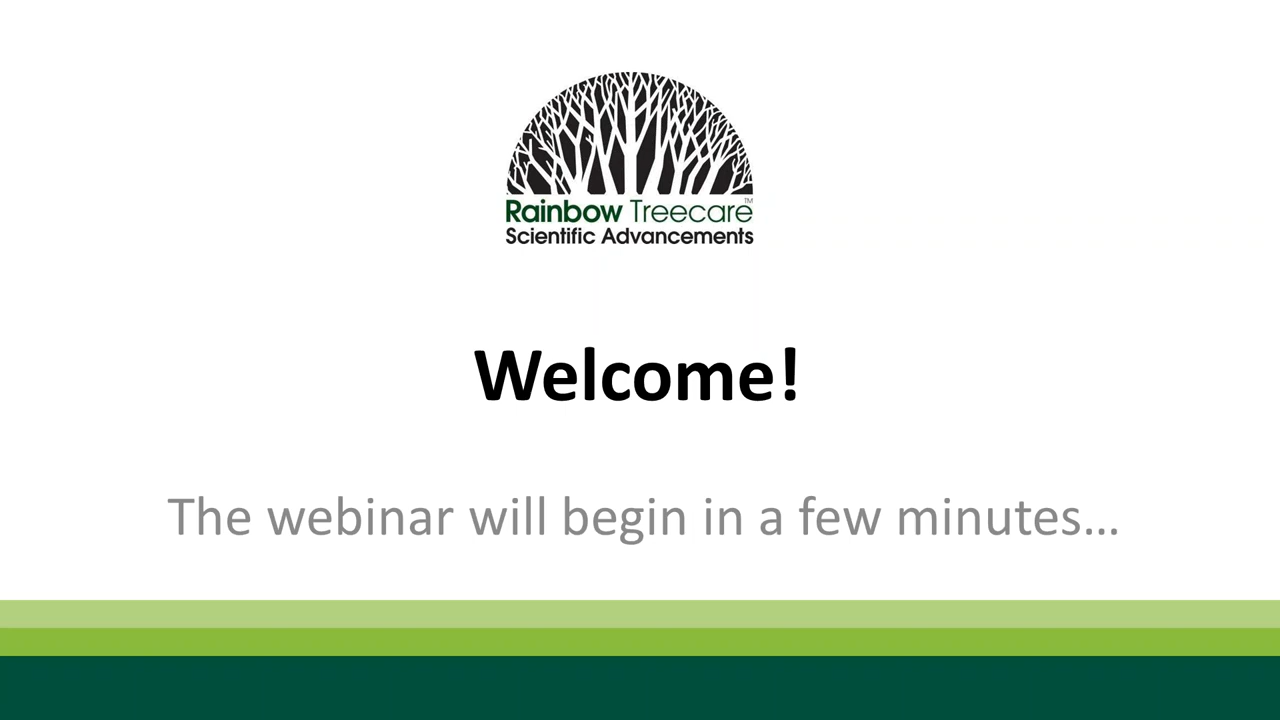 Rainbow Treecare™
Scientific Advancements
Welcome!
The webinar will begin in a few minutes…